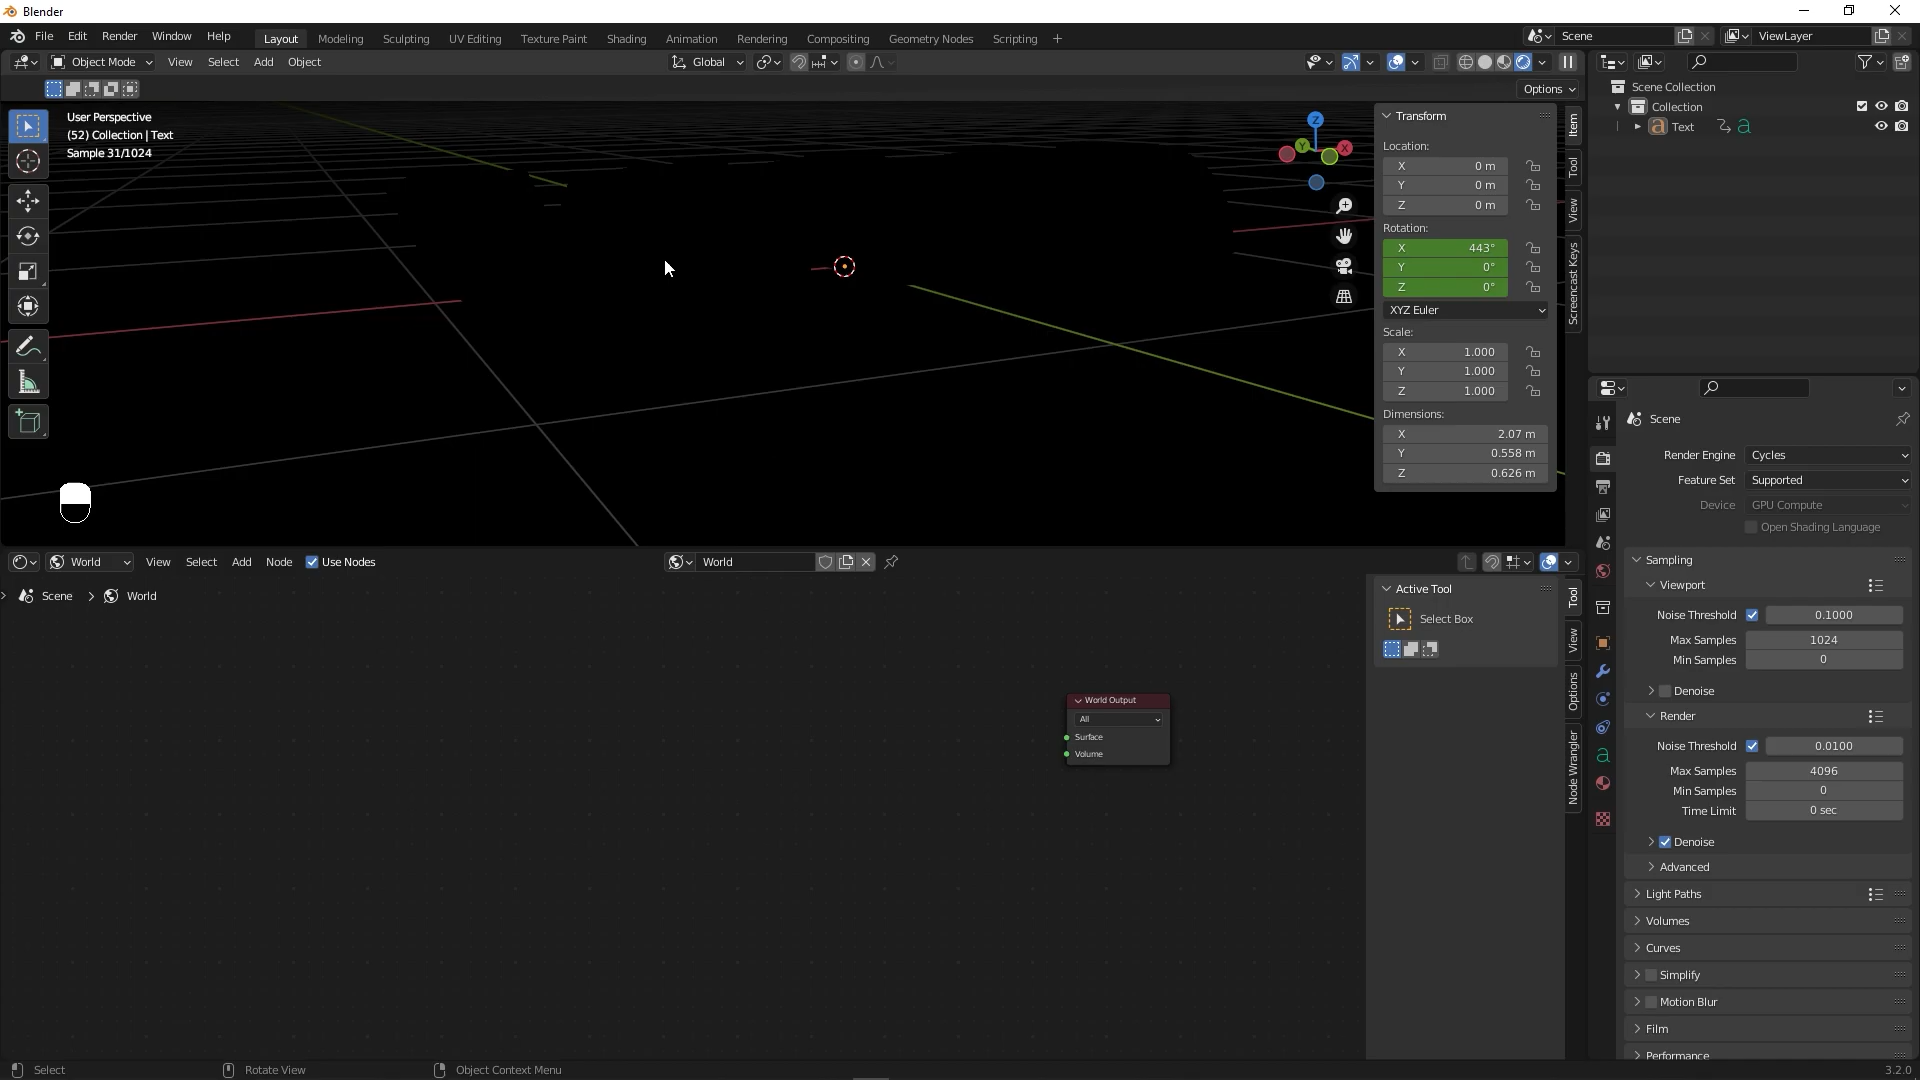 Blender
File Edit Render Window Help Layout Modeling Sculpting UV Editing Texture Paint Shading Animation Rendering Compositing Geometry Nodes Scripting + Scene ViewLayer
Object Mode View Select Add Object Global
Options
User Perspective
(52) Collection | Text
Sample 31/1024
Z
Y
X
Transform
Location:
X 0 m
Y 0 m
Z 0 m
Rotation:
X 443°
Y 0°
Z 0°
XYZ Euler
Scale:
X 1.000
Y 1.000
Z 1.000
Dimensions:
X 2.07 m
Y 0.558 m
Z 0.626 m
Item
Tool
View
Screencast Keys
Scene Collection
Collection
Text
World View Select Add Node Use Nodes World
Scene > World
World Output
All
Surface
Volume
Active Tool
Select Box
Tool
View
Options
Node Wrangler
Scene
Render Engine Cycles
Feature Set Supported
Device GPU Compute
Open Shading Language
Sampling
Viewport
Noise Threshold 0.1000
Max Samples 1024
Min Samples 0
Denoise
Render
Noise Threshold 0.0100
Max Samples 4096
Min Samples 0
Time Limit 0 sec
Denoise
Advanced
Light Paths
Volumes
Curves
Simplify
Motion Blur
Film
Performance
Select Rotate View Object Context Menu 3.2.0